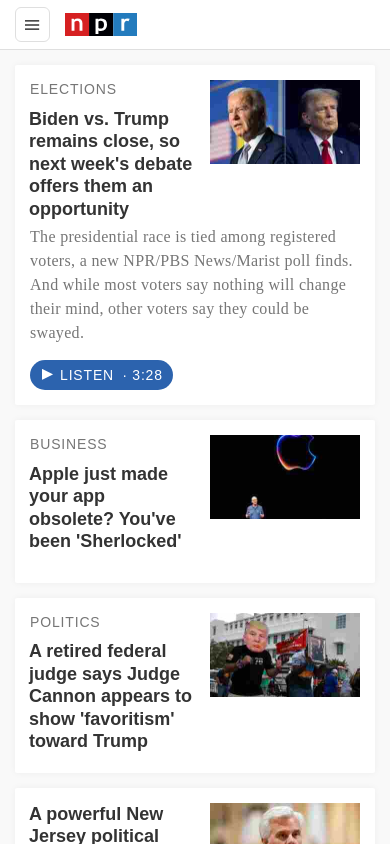 npr
ELECTIONS
Biden vs. Trump
remains close, so
next week's debate
offers them an
opportunity
The presidential race is tied among registered
voters, a new NPR/PBS News/Marist poll finds.
And while most voters say nothing will change
their mind, other voters say they could be
swayed.
LISTEN · 3:28
BUSINESS
Apple just made
your app
obsolete? You've
been 'Sherlocked'
POLITICS
A retired federal
judge says Judge
Cannon appears to
show 'favoritism'
toward Trump
A powerful New
Jersey political